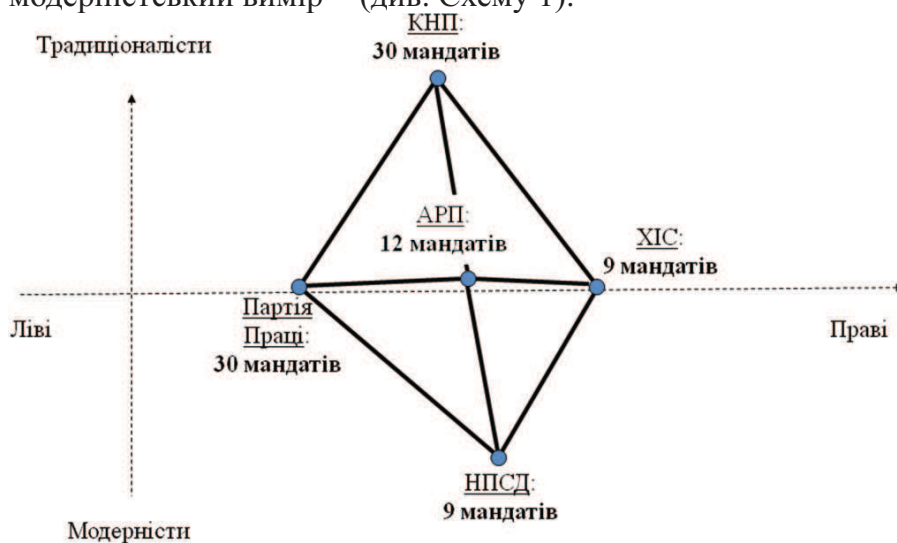 модерністський вимір – (див. Схему 1).
КНП:
30 мандатів
Традиціоналісти
АРП:
12 мандатів
ХІС:
9 мандатів
Партія
Праці:
30 мандатів
Ліві
Праві
НПСД:
9 мандатів
Модерністи